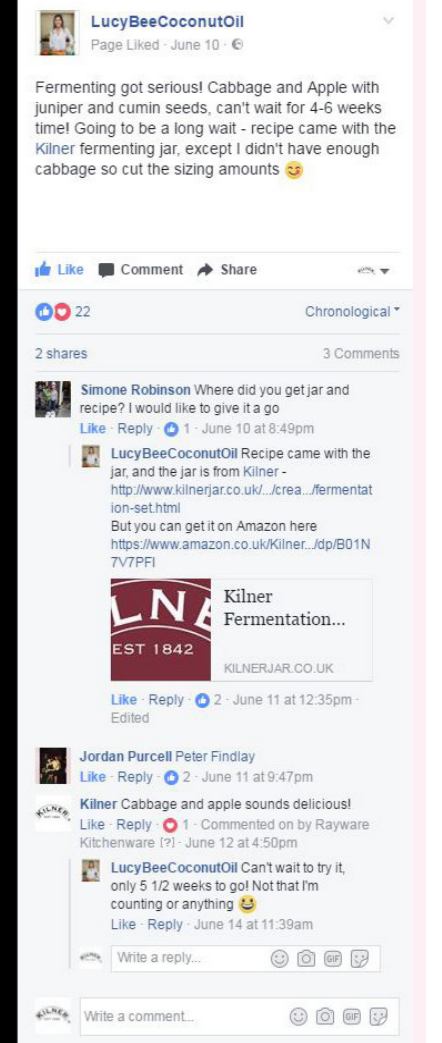 LucyBeeCoconutOil
Page Liked · June 10 ·
Fermenting got serious! Cabbage and Apple with
juniper and cumin seeds, can't wait for 4-6 weeks
time! Going to be a long wait - recipe came with the
Kilner fermenting jar, except I didn't have enough
cabbage so cut the sizing amounts 😋
Like Comment Share
22 Chronological
2 shares 3 Comments
Simone Robinson Where did you get jar and
recipe? I would like to give it a go
Like · Reply · 1 · June 10 at 8:49pm
LucyBeeCoconutOil Recipe came with the
jar, and the jar is from Kilner -
http://www.kilnerjar.co.uk/.../crea.../fermentat
ion-set.html
But you can get it on Amazon here
https://www.amazon.co.uk/Kilner.../dp/B01N
7V7PFI
LNE
EST 1842
Kilner
Fermentation...
KILNERJAR.CO.UK
Like · Reply · 2 · June 11 at 12:35pm ·
Edited
Jordan Purcell Peter Findlay
Like · Reply · 2 · June 11 at 9:47pm
KILNER
Kilner Cabbage and apple sounds delicious!
Like · Reply · 1 · Commented on by Rayware
Kitchenware [?] · June 12 at 4:50pm
LucyBeeCoconutOil Can't wait to try it,
only 5 1/2 weeks to go! Not that I'm
counting or anything 😀
Like · Reply · June 14 at 11:39am
Write a reply... GIF
KILNER Write a comment... GIF